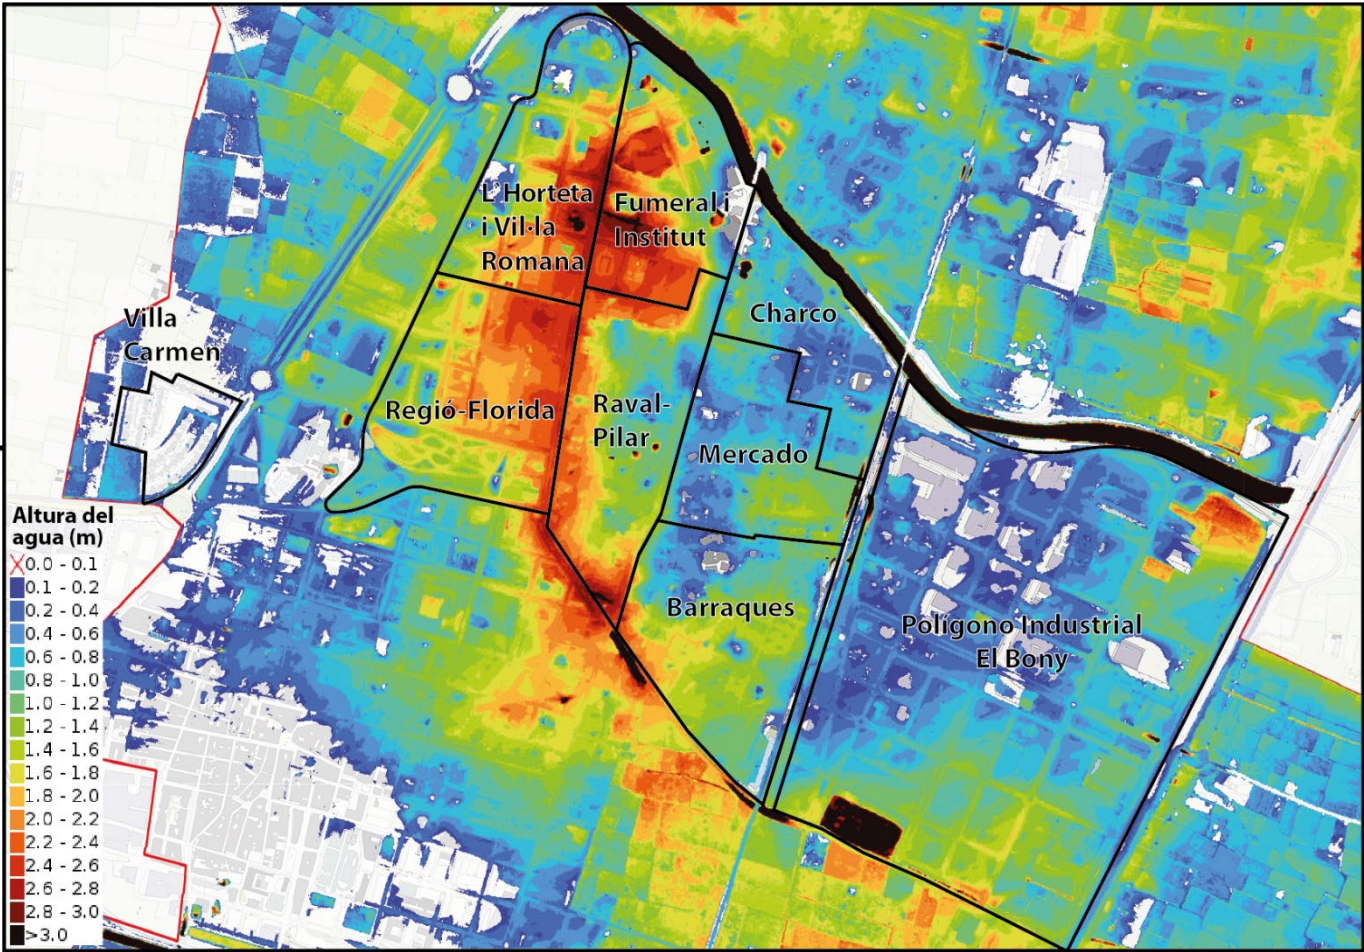 L'Horteta
i Vil·la
Romana
Fumeral i
Institut
Charco
Villa
Carmen
Regió-Florida
Raval-
Pilar
Mercado
Barraques
Polígono Industrial
El Bony
Altura del
agua (m)
0.0 - 0.1
0.1 - 0.2
0.2 - 0.4
0.4 - 0.6
0.6 - 0.8
0.8 - 1.0
1.0 - 1.2
1.2 - 1.4
1.4 - 1.6
1.6 - 1.8
1.8 - 2.0
2.0 - 2.2
2.2 - 2.4
2.4 - 2.6
2.6 - 2.8
2.8 - 3.0
>3.0